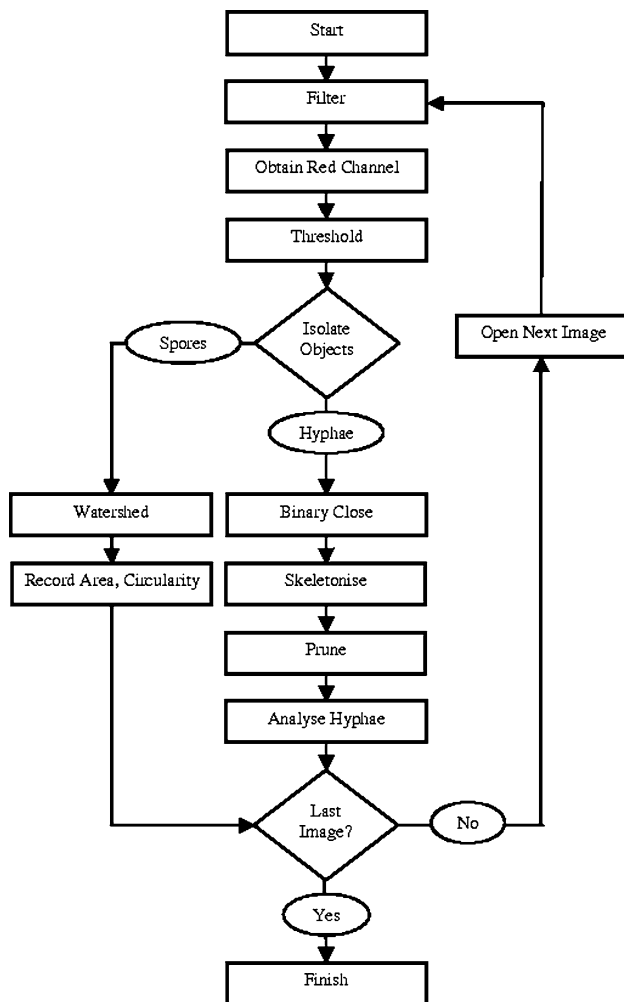 Start
Filter
Obtain Red Channel
Threshold
Isolate
Objects
Spores
Open Next Image
Hyphae
Watershed
Binary Close
Record Area, Circularity
Skeletonise
Prune
Analyse Hyphae
Last
Image?
No
Yes
Finish